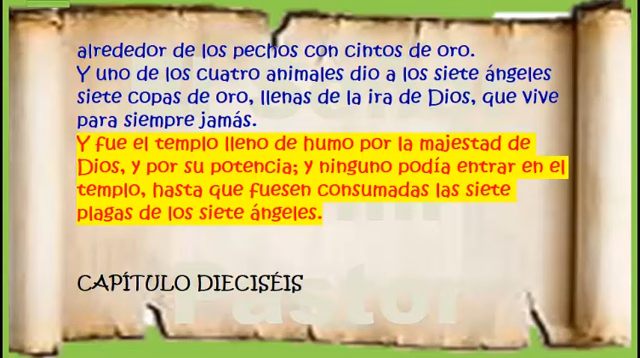 alrededor de los pechos con cintos de oro.
Y uno de los cuatro animales dio a los siete ángeles
siete copas de oro, llenas de la ira de Dios, que vive
para siempre jamás.
Y fue el templo lleno de humo por la majestad de
Dios, y por su potencia; y ninguno podía entrar en el
templo, hasta que fuesen consumadas las siete
plagas de los siete ángeles.
CAPÍTULO DIECISÉIS
mi
Pastor